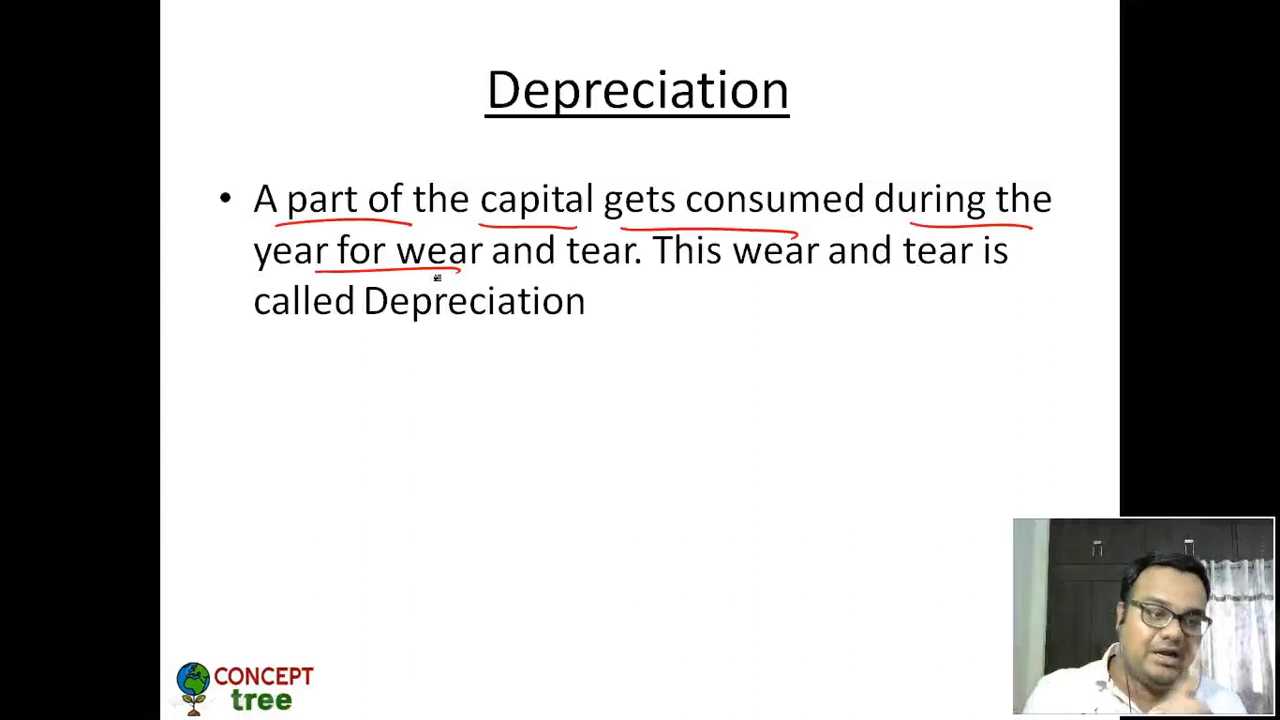 Depreciation
• A part of the capital gets consumed during the
year for wear and tear. This wear and tear is
called Depreciation
CONCEPT
tree